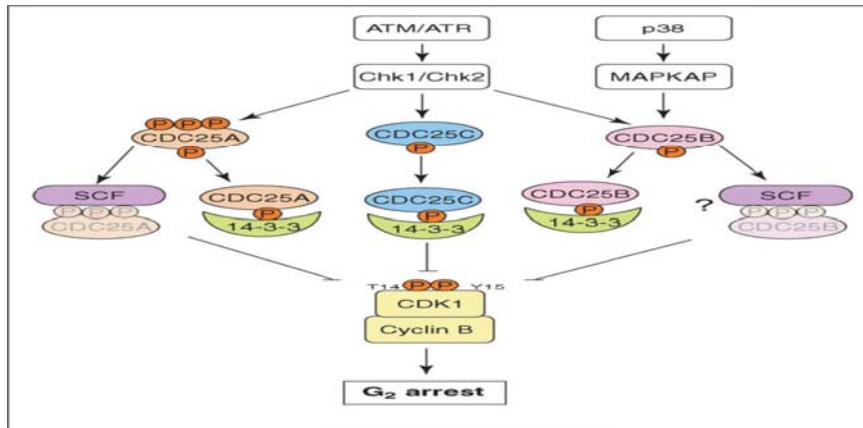 ATM/ATR
p38
Chk1/Chk2
MAPKAP
P P P
CDC25A
P
CDC25C
P
CDC25B
P
SCF
P P P
CDC25A
CDC25A
P
14-3-3
CDC25C
P
14-3-3
CDC25B
P
14-3-3
?
SCF
P P P
CDC25B
T14 P P Y15
CDK1
Cyclin B
G₂ arrest